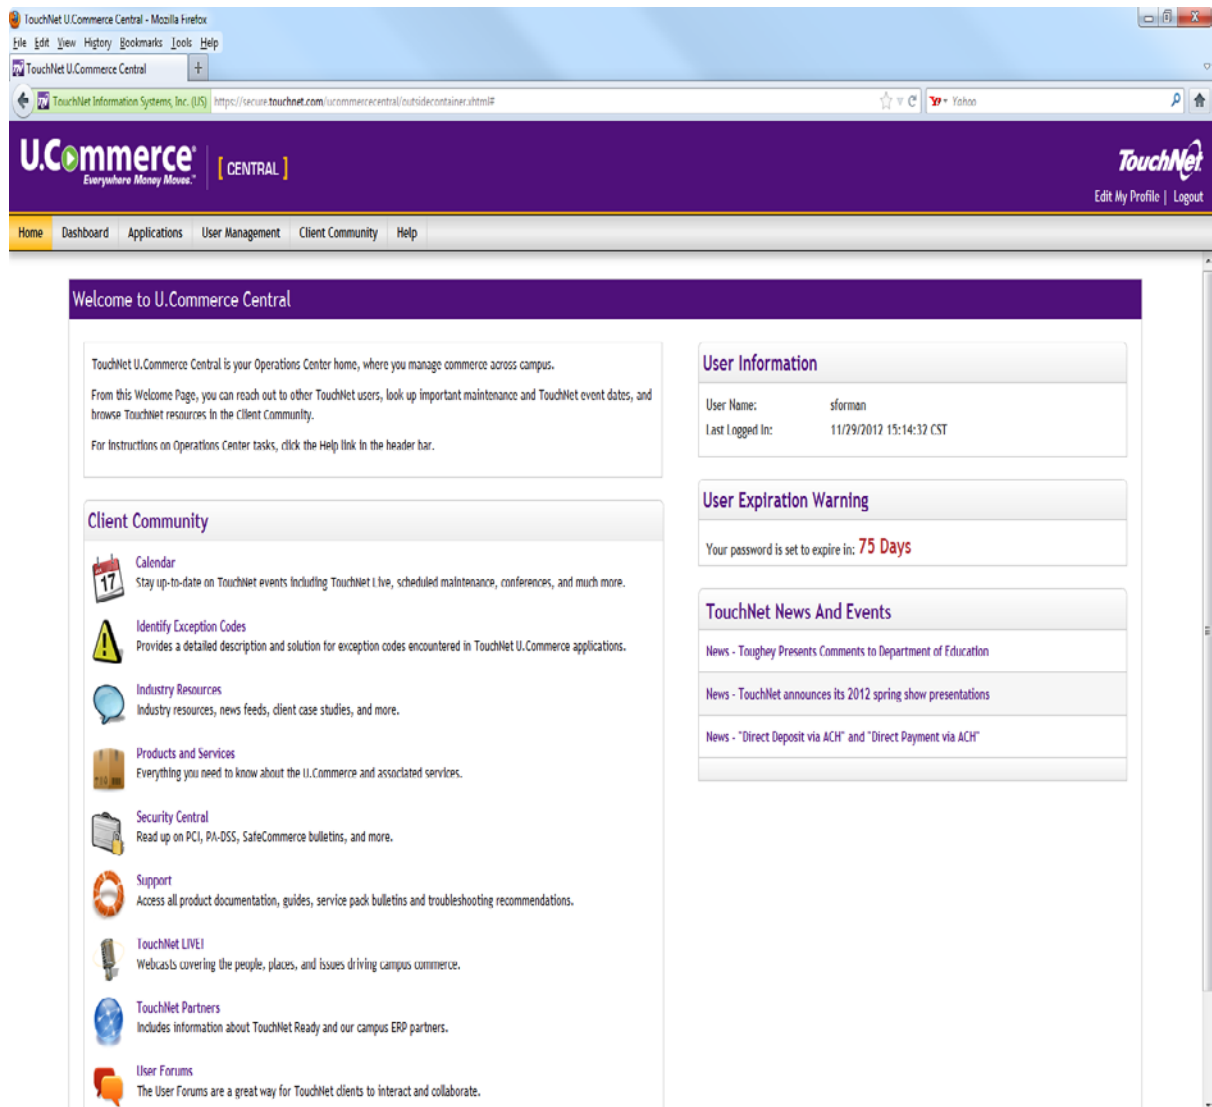 TouchNet U.Commerce Central - Mozilla Firefox
File Edit View History Bookmarks Tools Help
TouchNet U.Commerce Central +
TouchNet Information Systems, Inc. (US) https://secure.touchnet.com/ucommercecentral/outsidecontainer.xhtml# Yahoo
U.Commerce® [ CENTRAL ] TouchNet®
Everywhere Money Moves.™
Edit My Profile | Logout
Home Dashboard Applications User Management Client Community Help
Welcome to U.Commerce Central
TouchNet U.Commerce Central is your Operations Center home, where you manage commerce across campus.
From this Welcome Page, you can reach out to other TouchNet users, look up important maintenance and TouchNet event dates, and
browse TouchNet resources in the Client Community.
For instructions on Operations Center tasks, click the Help link in the header bar.
Client Community
Calendar
17
Stay up-to-date on TouchNet events including TouchNet Live, scheduled maintenance, conferences, and much more.
Identify Exception Codes
Provides a detailed description and solution for exception codes encountered in TouchNet U.Commerce applications.
Industry Resources
Industry resources, news feeds, client case studies, and more.
Products and Services
Everything you need to know about the U.Commerce and associated services.
Security Central
Read up on PCI, PA-DSS, SafeCommerce bulletins, and more.
Support
Access all product documentation, guides, service pack bulletins and troubleshooting recommendations.
TouchNet LIVE!
Webcasts covering the people, places, and issues driving campus commerce.
TouchNet Partners
Includes information about TouchNet Ready and our campus ERP partners.
User Forums
The User Forums are a great way for TouchNet clients to interact and collaborate.
User Information
User Name: sforman
Last Logged In: 11/29/2012 15:14:32 CST
User Expiration Warning
Your password is set to expire in: 75 Days
TouchNet News And Events
News - Toughey Presents Comments to Department of Education
News - TouchNet announces its 2012 spring show presentations
News - "Direct Deposit via ACH" and "Direct Payment via ACH"